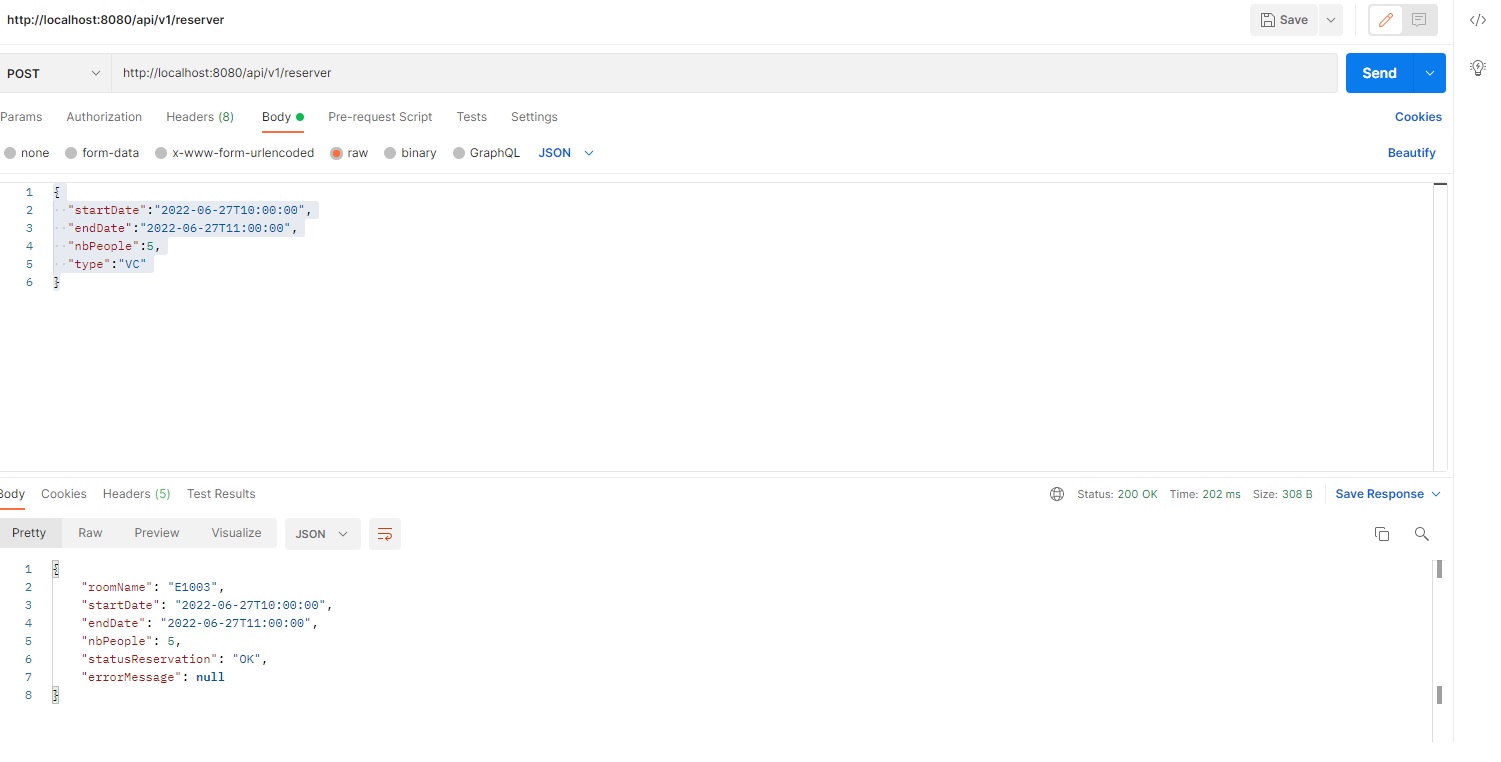 http://localhost:8080/api/v1/reserver
Save
POST
http://localhost:8080/api/v1/reserver
Send
Params Authorization Headers (8) Body Pre-request Script Tests Settings Cookies
none form-data x-www-form-urlencoded raw binary GraphQL JSON Beautify
1 {
2 "startDate":"2022-06-27T10:00:00",
3 "endDate":"2022-06-27T11:00:00",
4 "nbPeople":5,
5 "type":"VC"
6 }
Body Cookies Headers (5) Test Results Status: 200 OK Time: 202 ms Size: 308 B Save Response
Pretty Raw Preview Visualize JSON
1 {
2 "roomName": "E1003",
3 "startDate": "2022-06-27T10:00:00",
4 "endDate": "2022-06-27T11:00:00",
5 "nbPeople": 5,
6 "statusReservation": "OK",
7 "errorMessage": null
8 }